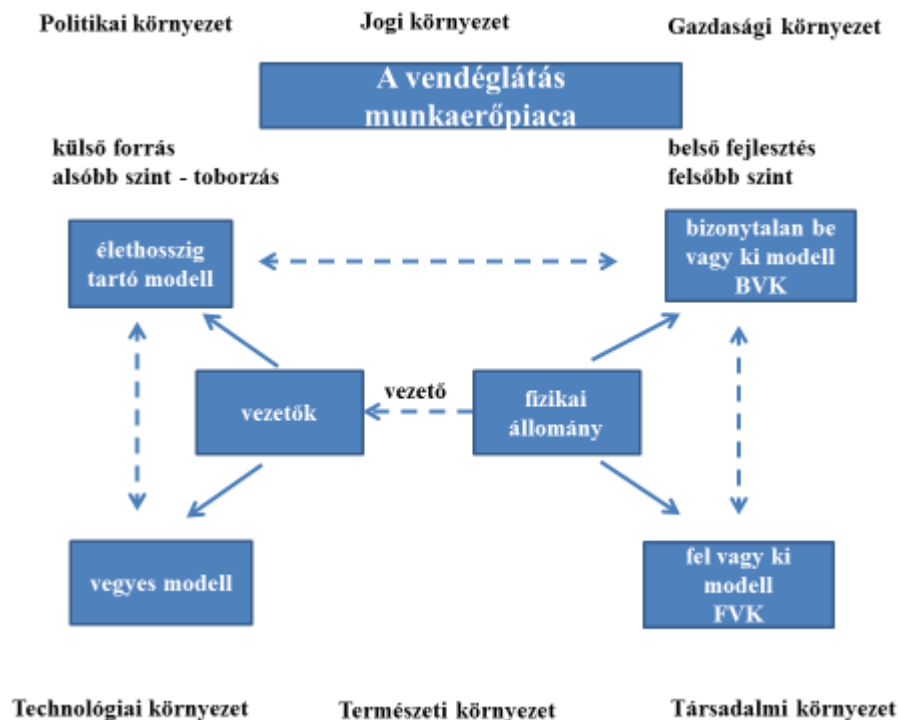 Politikai környezet
Jogi környezet
Gazdasági környezet
A vendéglátás
munkaerőpiaca
külső forrás
alsóbb szint - toborzás
belső fejlesztés
felsőbb szint
élethosszig
tartó modell
bizonytalan be
vagy ki modell
BVK
vezetők
vezető
fizikai
állomány
vegyes modell
fel vagy ki
modell
FVK
Technológiai környezet
Természeti környezet
Társadalmi környezet